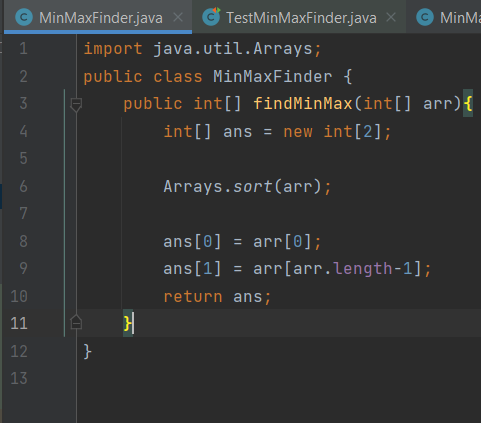 MinMaxFinder.java TestMinMaxFinder.java MinMa
1 import java.util.Arrays;
2 public class MinMaxFinder {
3 public int[] findMinMax(int[] arr){
4 int[] ans = new int[2];
5
6 Arrays.sort(arr);
7
8 ans[0] = arr[0];
9 ans[1] = arr[arr.length-1];
10 return ans;
11 }
12 }
13